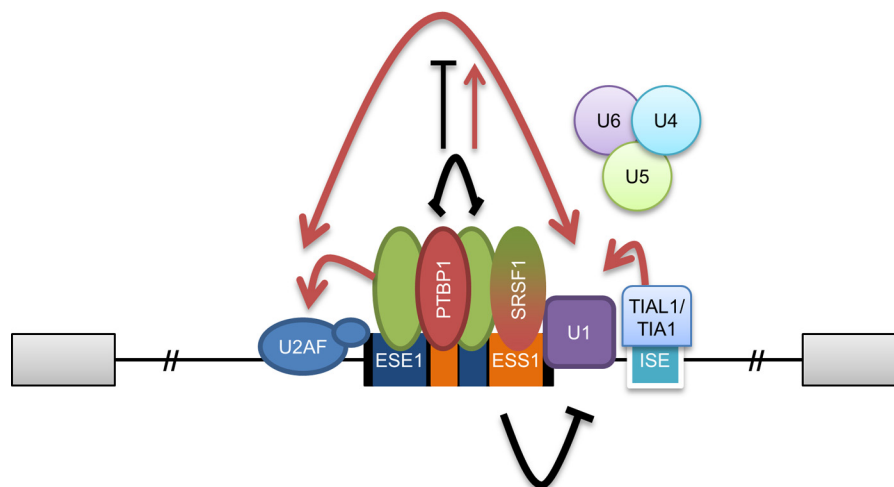 U6
U4
U5
PTBP1
SRSF1
U2AF
ESE1
ESS1
U1
TIAL1/
TIA1
ISE